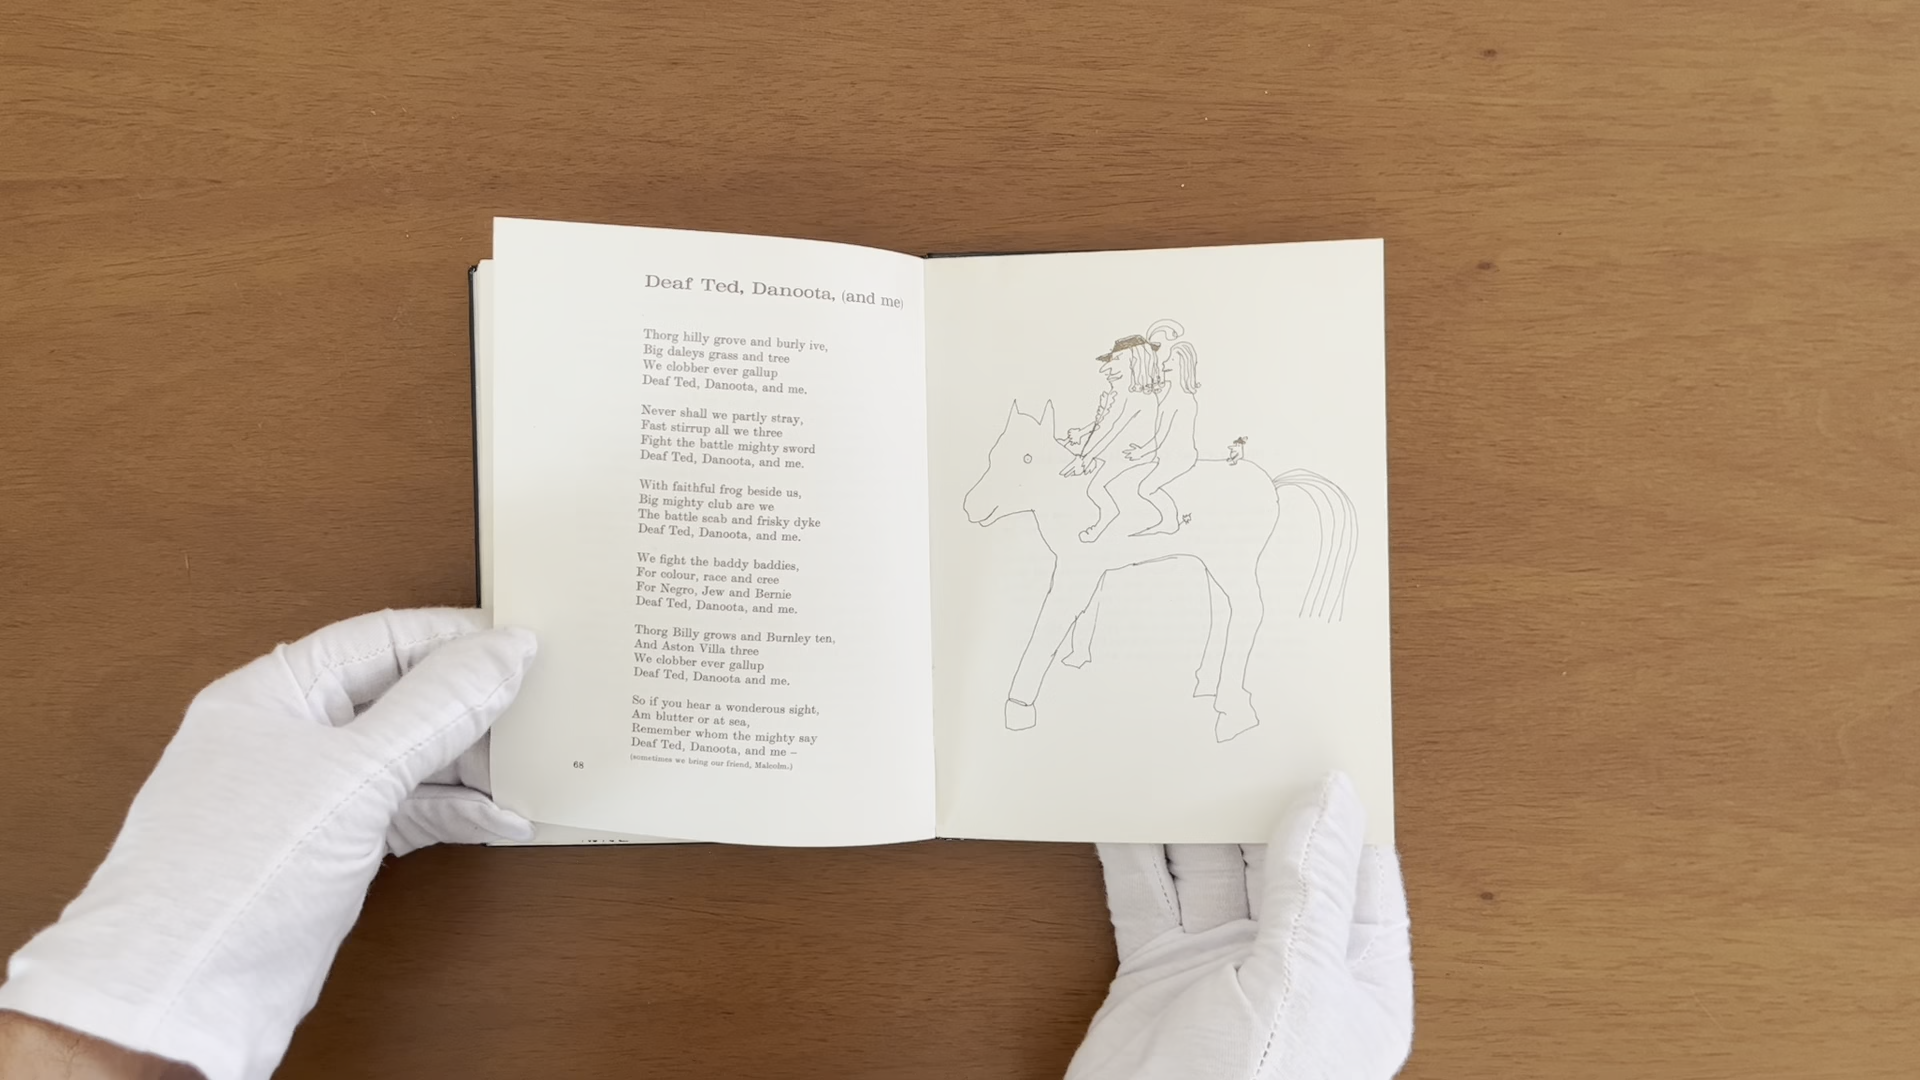 Deaf Ted, Danoota, (and me)
Thorg hilly grove and burly ive,
Big daleys grass and tree
We clobber ever gallup
Deaf Ted, Danoota, and me.
Never shall we partly stray,
Fast stirrup all we three
Fight the battle mighty sword
Deaf Ted, Danoota, and me.
With faithful frog beside us,
Big mighty club are we
The battle scab and frisky dyke
Deaf Ted, Danoota, and me.
We fight the baddy baddies,
For colour, race and cree
For Negro, Jew and Bernie
Deaf Ted, Danoota, and me.
Thorg Billy grows and Burnley ten,
And Aston Villa three
We clobber ever gallup
Deaf Ted, Danoota and me.
So if you hear a wonderous sight,
Am blutter or at sea,
Remember whom the mighty say
Deaf Ted, Danoota, and me –
(sometimes we bring our friend, Malcolm.)
68